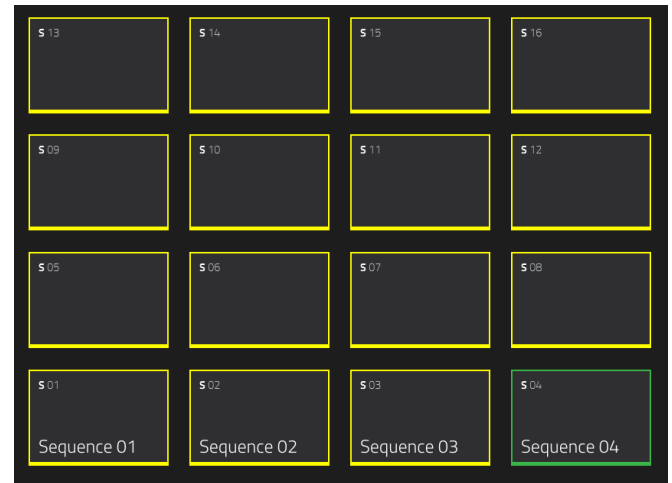 S 13
S 14
S 15
S 16
S 09
S 10
S 11
S 12
S 05
S 06
S 07
S 08
S 01
S 02
S 03
S 04
Sequence 01
Sequence 02
Sequence 03
Sequence 04